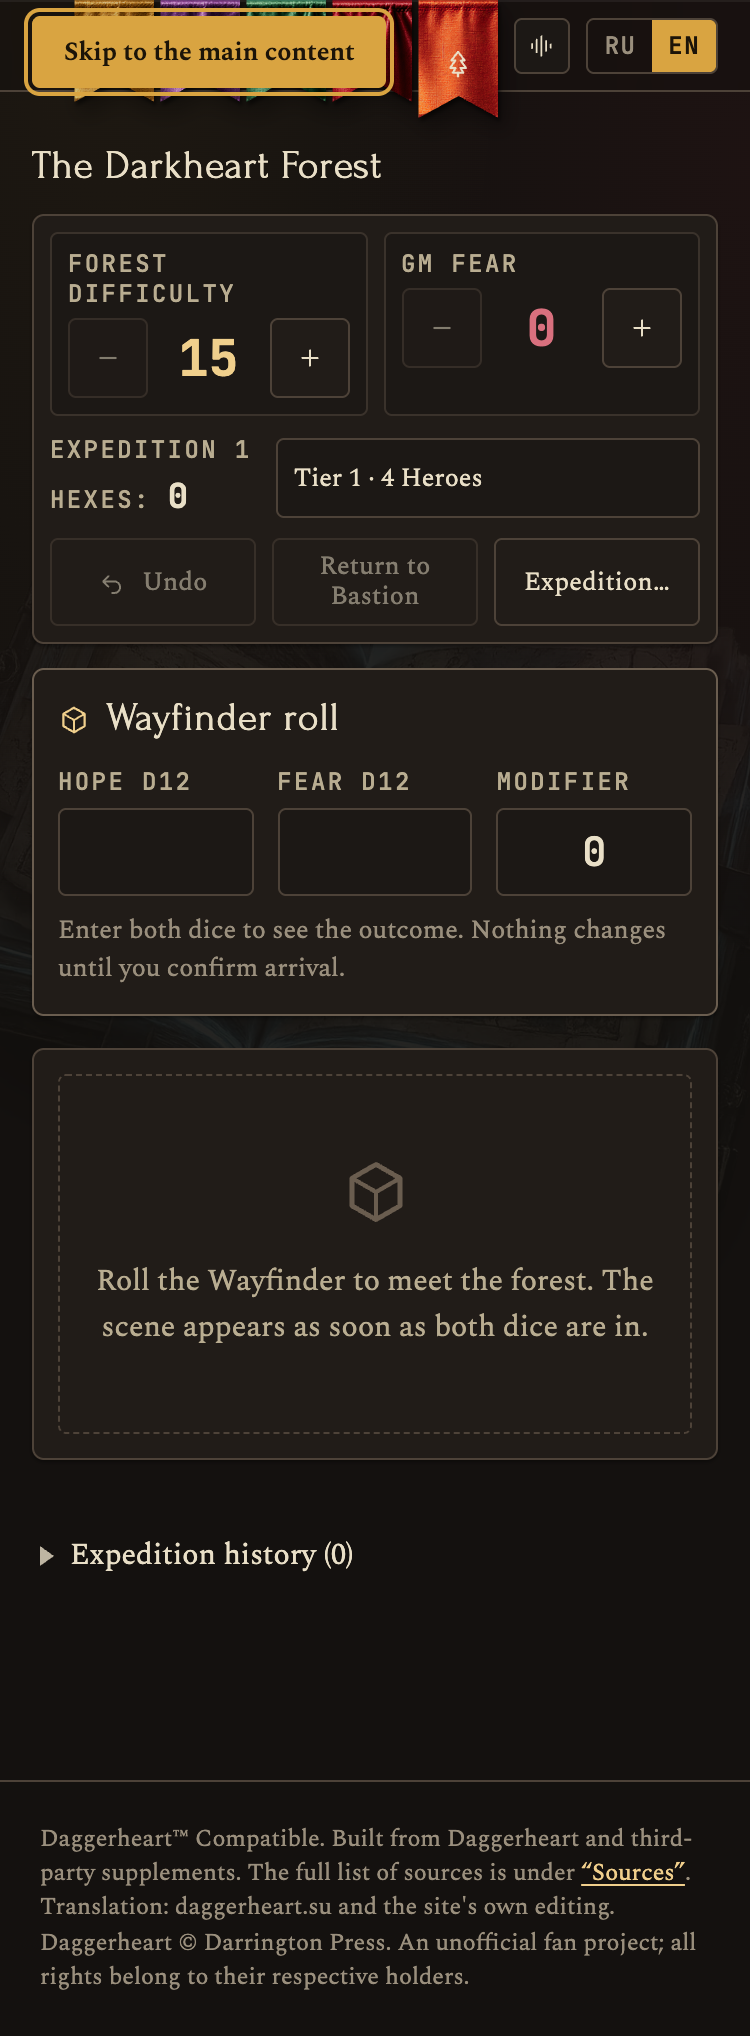 Skip to the main content
RU EN
The Darkheart Forest
FOREST
DIFFICULTY
− 15 +
GM FEAR
− 0 +
EXPEDITION 1
HEXES: 0
Tier 1 · 4 Heroes
Undo
Return to
Bastion
Expedition…
Wayfinder roll
HOPE D12
FEAR D12
MODIFIER
0
Enter both dice to see the outcome. Nothing changes
until you confirm arrival.
Roll the Wayfinder to meet the forest. The
scene appears as soon as both dice are in.
Expedition history (0)
Daggerheart™ Compatible. Built from Daggerheart and third-
party supplements. The full list of sources is under “Sources”.
Translation: daggerheart.su and the site's own editing.
Daggerheart © Darrington Press. An unofficial fan project; all
rights belong to their respective holders.